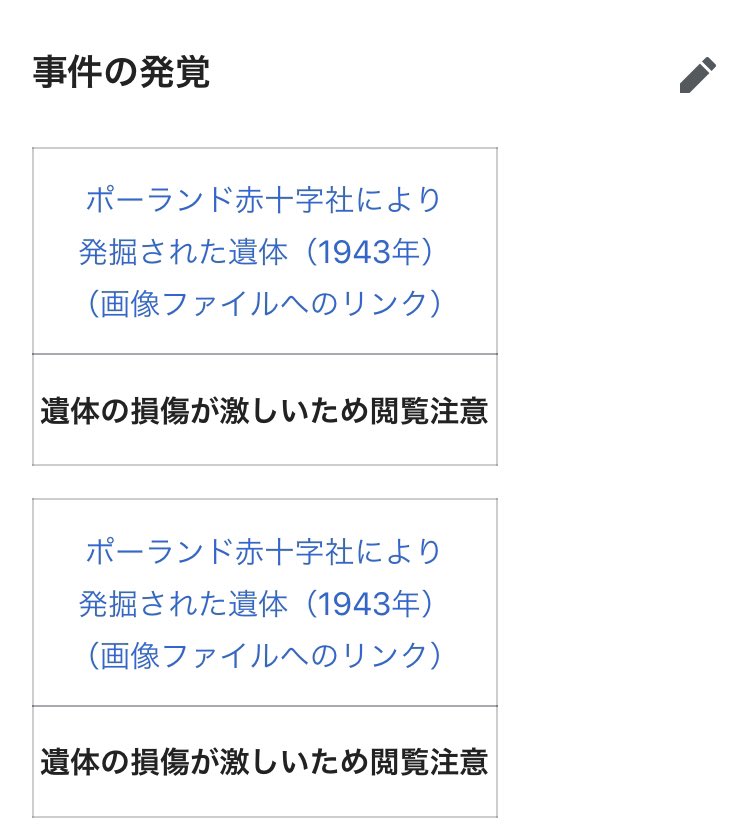 事件の発覚
ポーランド赤十字社により
発掘された遺体（1943年）
（画像ファイルへのリンク）
遺体の損傷が激しいため閲覧注意
ポーランド赤十字社により
発掘された遺体（1943年）
（画像ファイルへのリンク）
遺体の損傷が激しいため閲覧注意